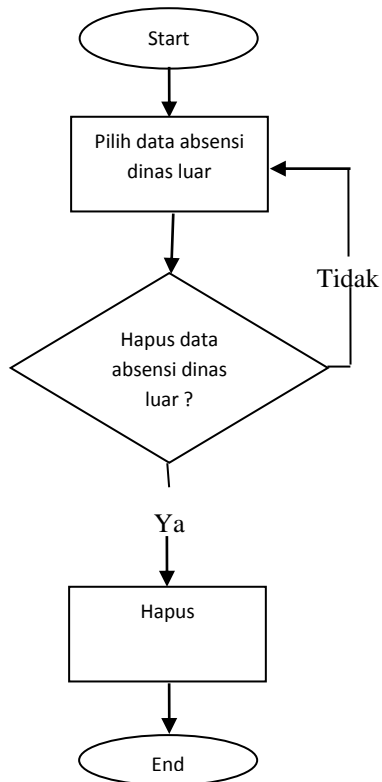 Start
Pilih data absensi
dinas luar
Tidak
Hapus data
absensi dinas
luar ?
Ya
Hapus
End